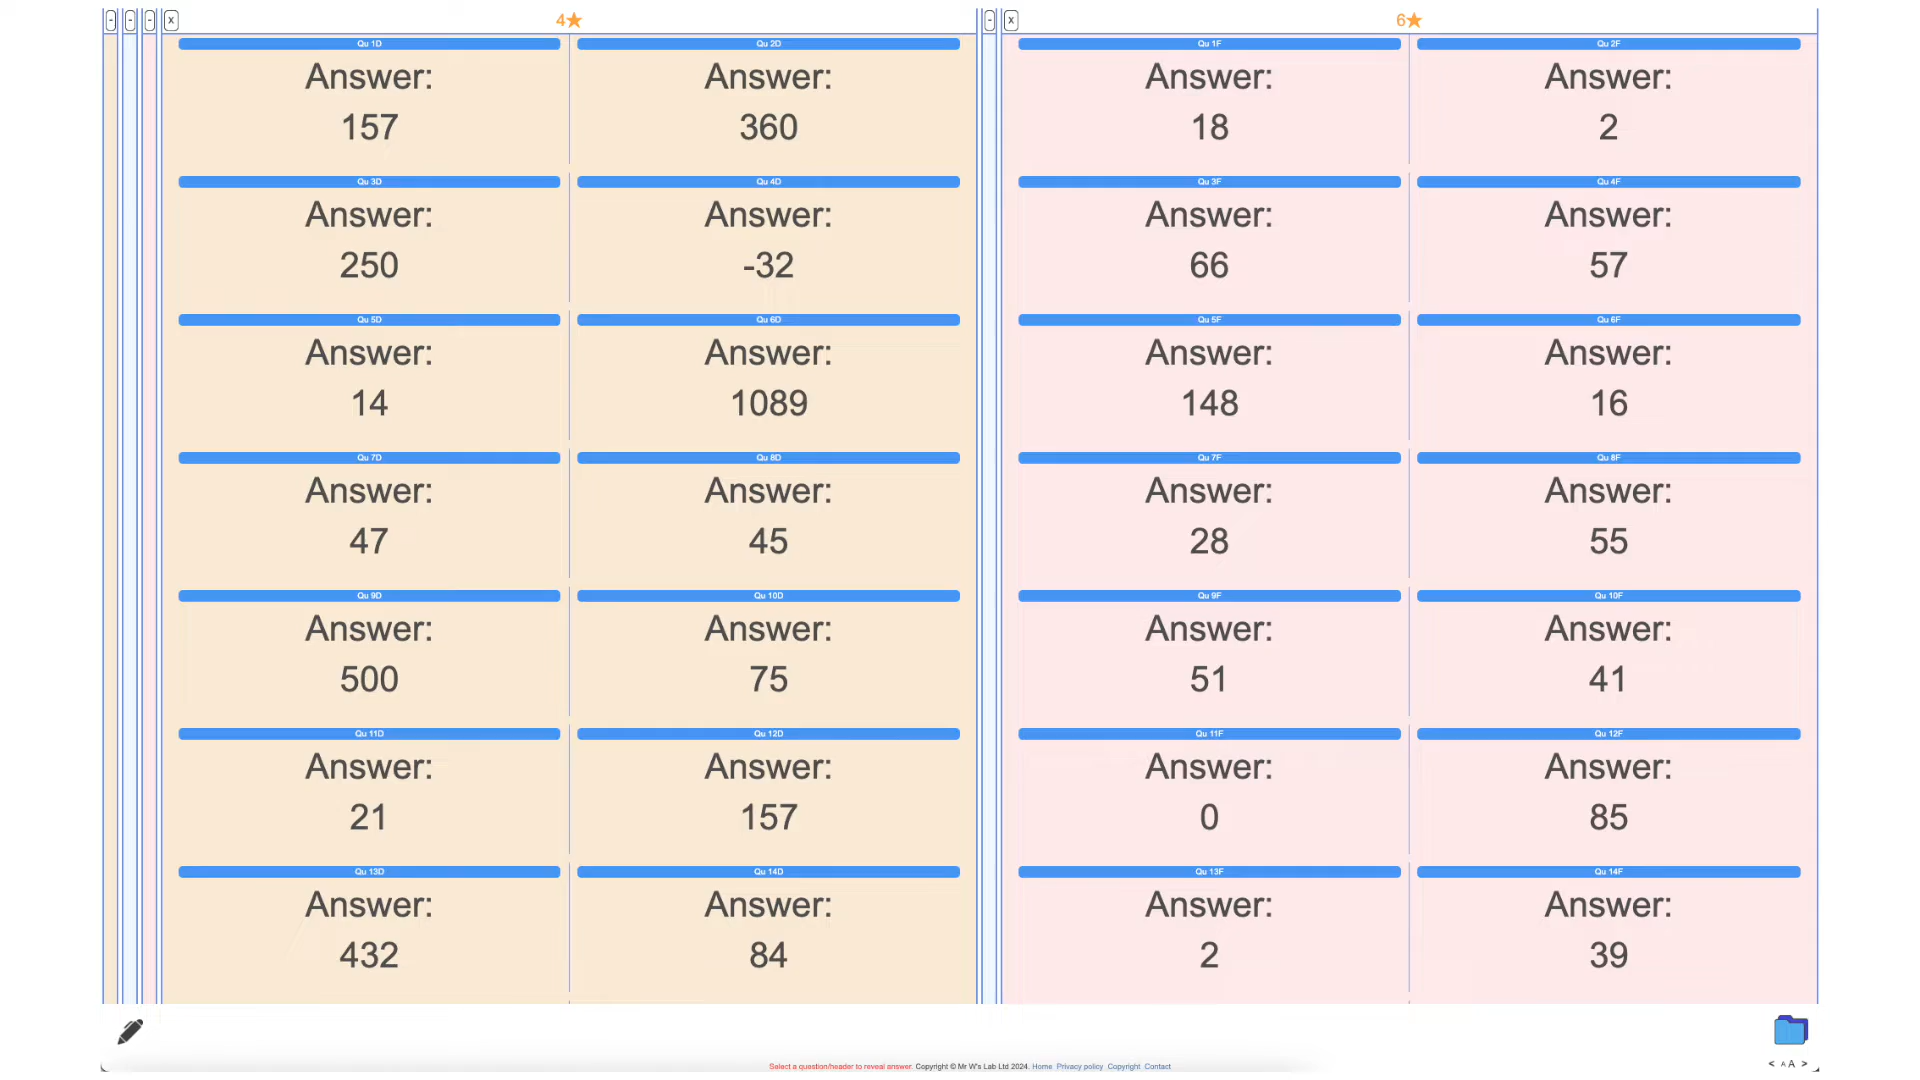 - - - x 4★ - x 6★
Qu 1D Qu 2D Qu 1F Qu 2F
Answer: Answer: Answer: Answer:
157 360 18 2
Qu 3D Qu 4D Qu 3F Qu 4F
Answer: Answer: Answer: Answer:
250 -32 66 57
Qu 5D Qu 6D Qu 5F Qu 6F
Answer: Answer: Answer: Answer:
14 1089 148 16
Qu 7D Qu 8D Qu 7F Qu 8F
Answer: Answer: Answer: Answer:
47 45 28 55
Qu 9D Qu 10D Qu 9F Qu 10F
Answer: Answer: Answer: Answer:
500 75 51 41
Qu 11D Qu 12D Qu 11F Qu 12F
Answer: Answer: Answer: Answer:
21 157 0 85
Qu 13D Qu 14D Qu 13F Qu 14F
Answer: Answer: Answer: Answer:
432 84 2 39
< A A >
Select a question/header to reveal answer. Copyright © Mr W's Lab Ltd 2024. Home Privacy policy Copyright Contact